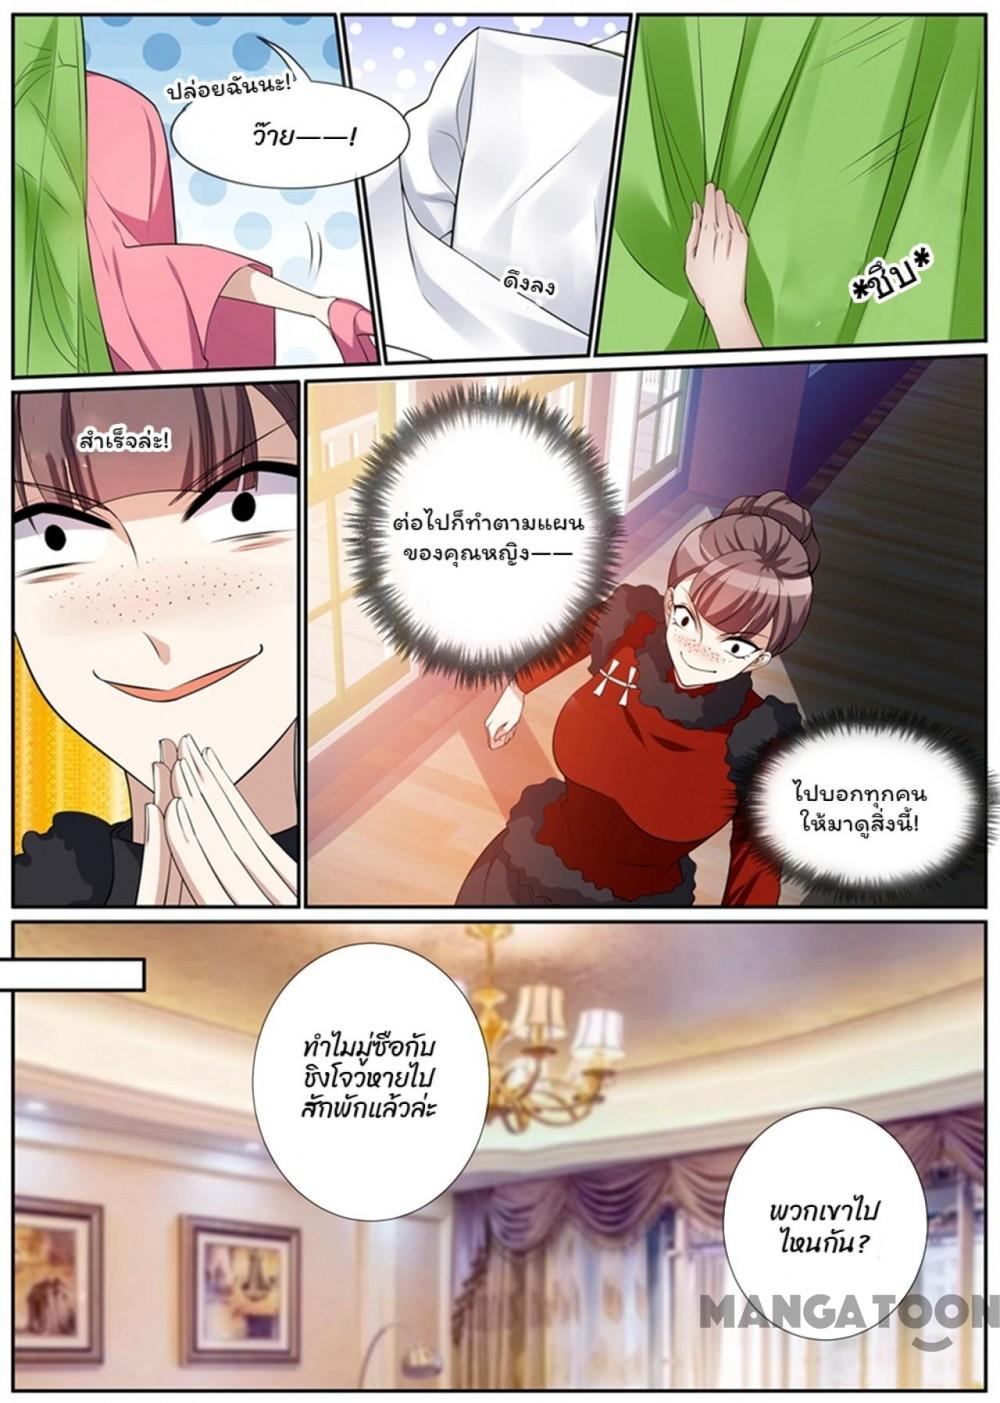 ปล่อยฉันนะ!
ว๊าย——!
ดึงลง
*ซึบ*
สำเร็จล่ะ!
ต่อไปก็ทำตามแผน
ของคุณหญิง——
ไปบอกทุกคน
ให้มาดูสิ่งนี้!
ทำไมมู่ซือกับ
ชิงโจวหายไป
สักพักแล้วล่ะ
พวกเขาไป
ไหนกัน?
MANGATOON